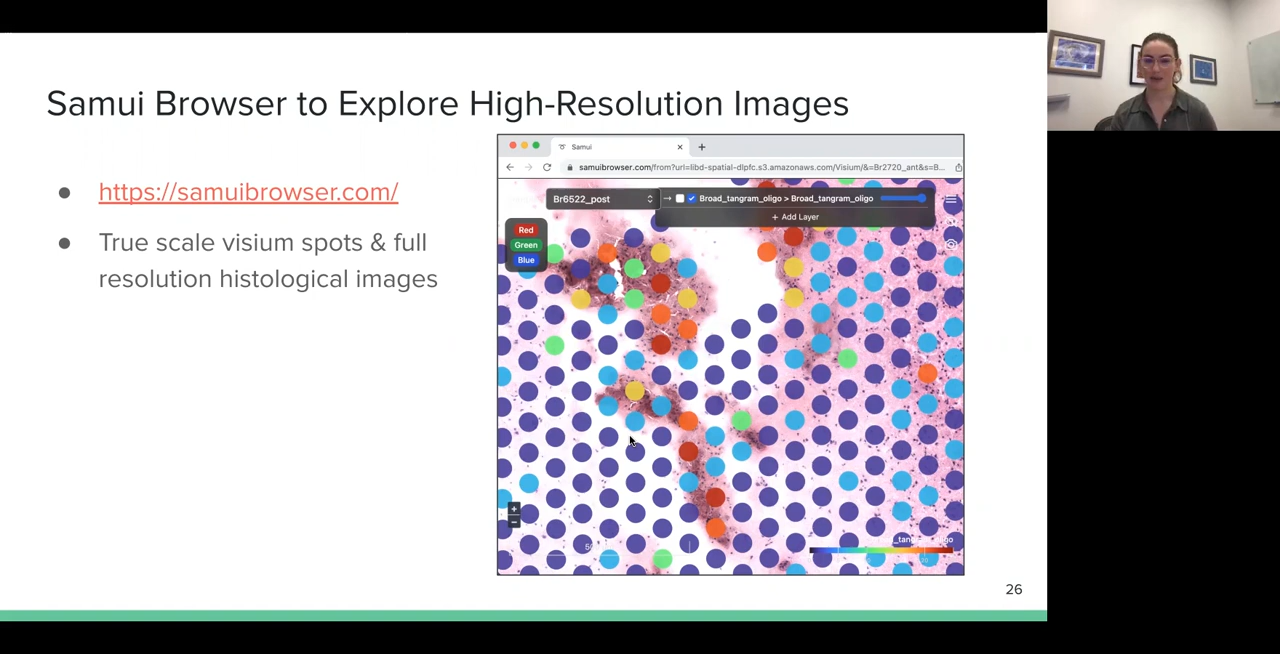 Samui Browser to Explore High-Resolution Images
https://samuibrowser.com/
True scale visium spots & full
resolution histological images
Samui
samuibrowser.com/from?url=libd-spatial-dlpfc.s3.amazonaws.com/Visium/&=Br2720_ant&s=B...
Br6522_post
Broad_tangram_oligo > Broad_tangram_oligo
+ Add Layer
Red
Green
Blue
+
−
26